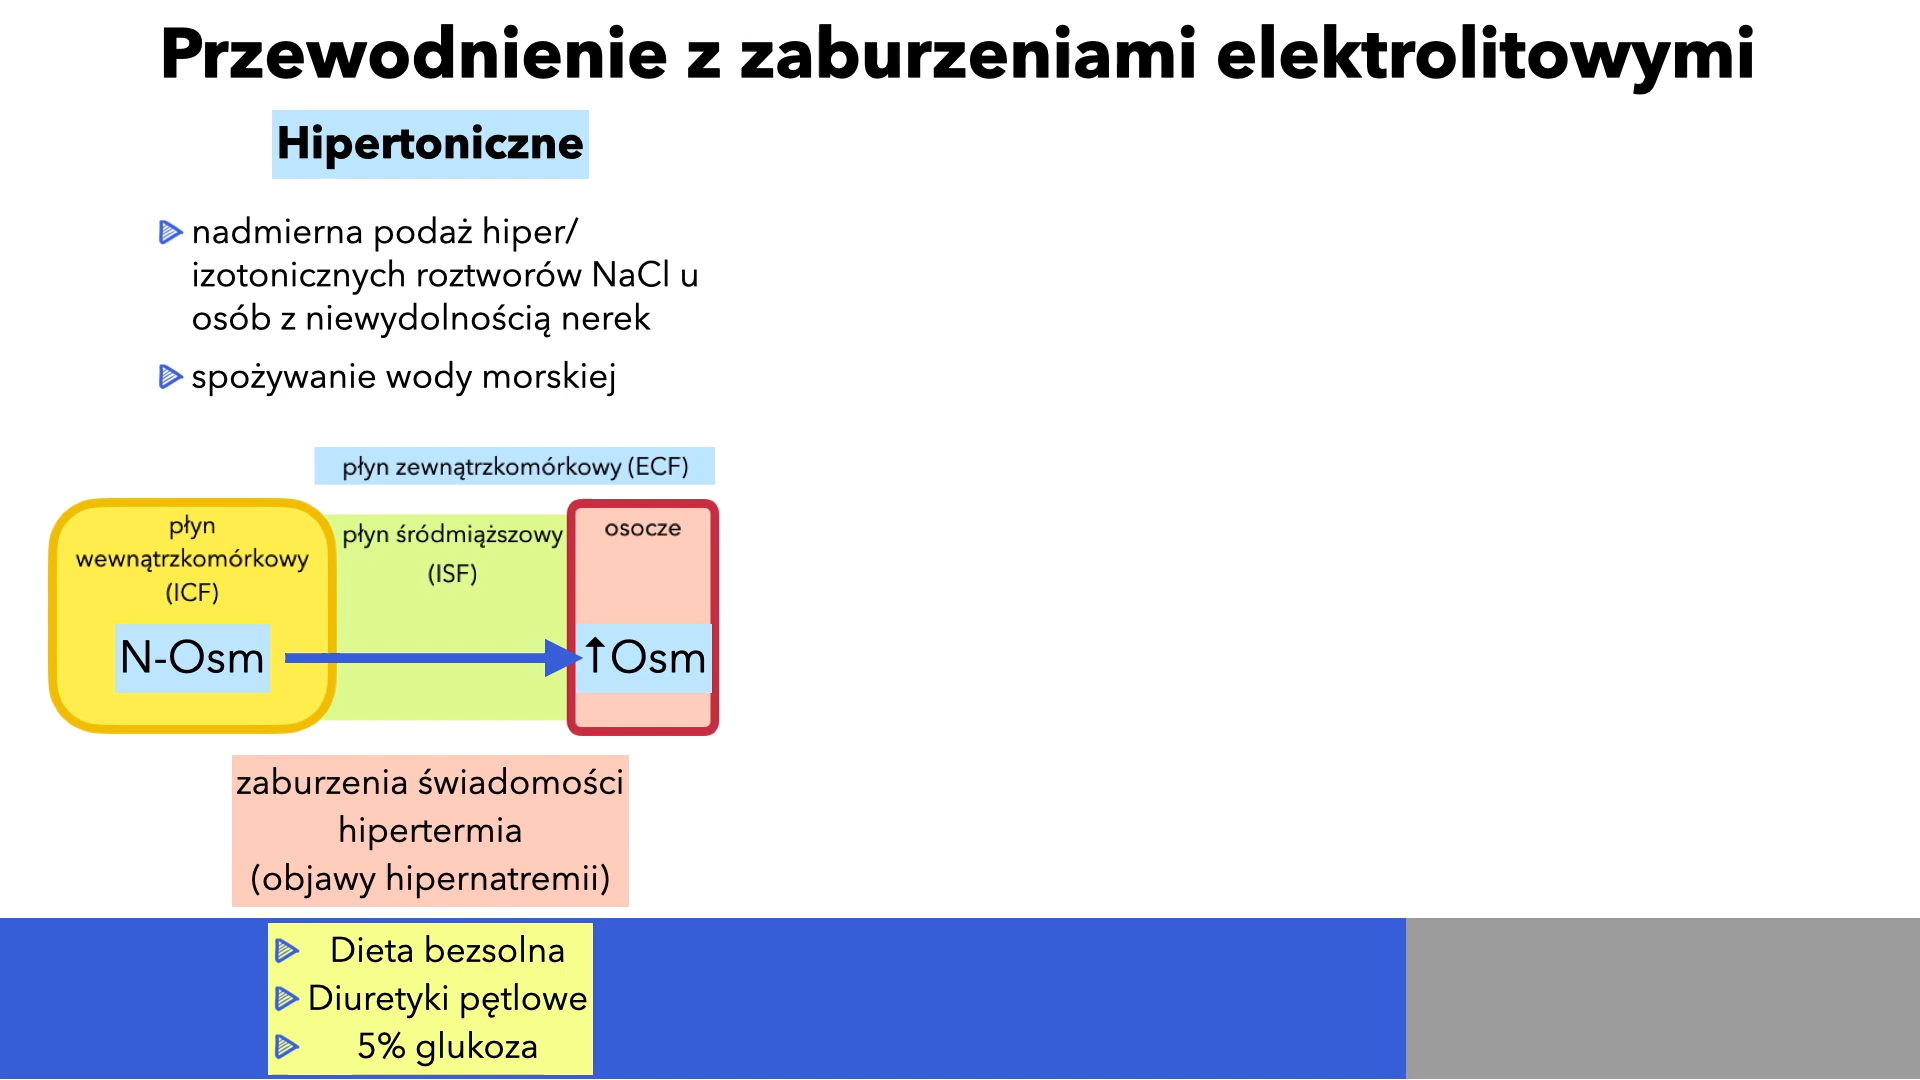 Przewodnienie z zaburzeniami elektrolitowymi
Hipertoniczne
nadmierna podaż hiper/
izotonicznych roztworów NaCl u
osób z niewydolnością nerek
spożywanie wody morskiej
płyn zewnątrzkomórkowy (ECF)
płyn
wewnątrzkomórkowy
(ICF)
płyn śródmiąższowy
(ISF)
osocze
N-Osm
↑Osm
zaburzenia świadomości
hipertermia
(objawy hipernatremii)
Dieta bezsolna
Diuretyki pętlowe
5% glukoza